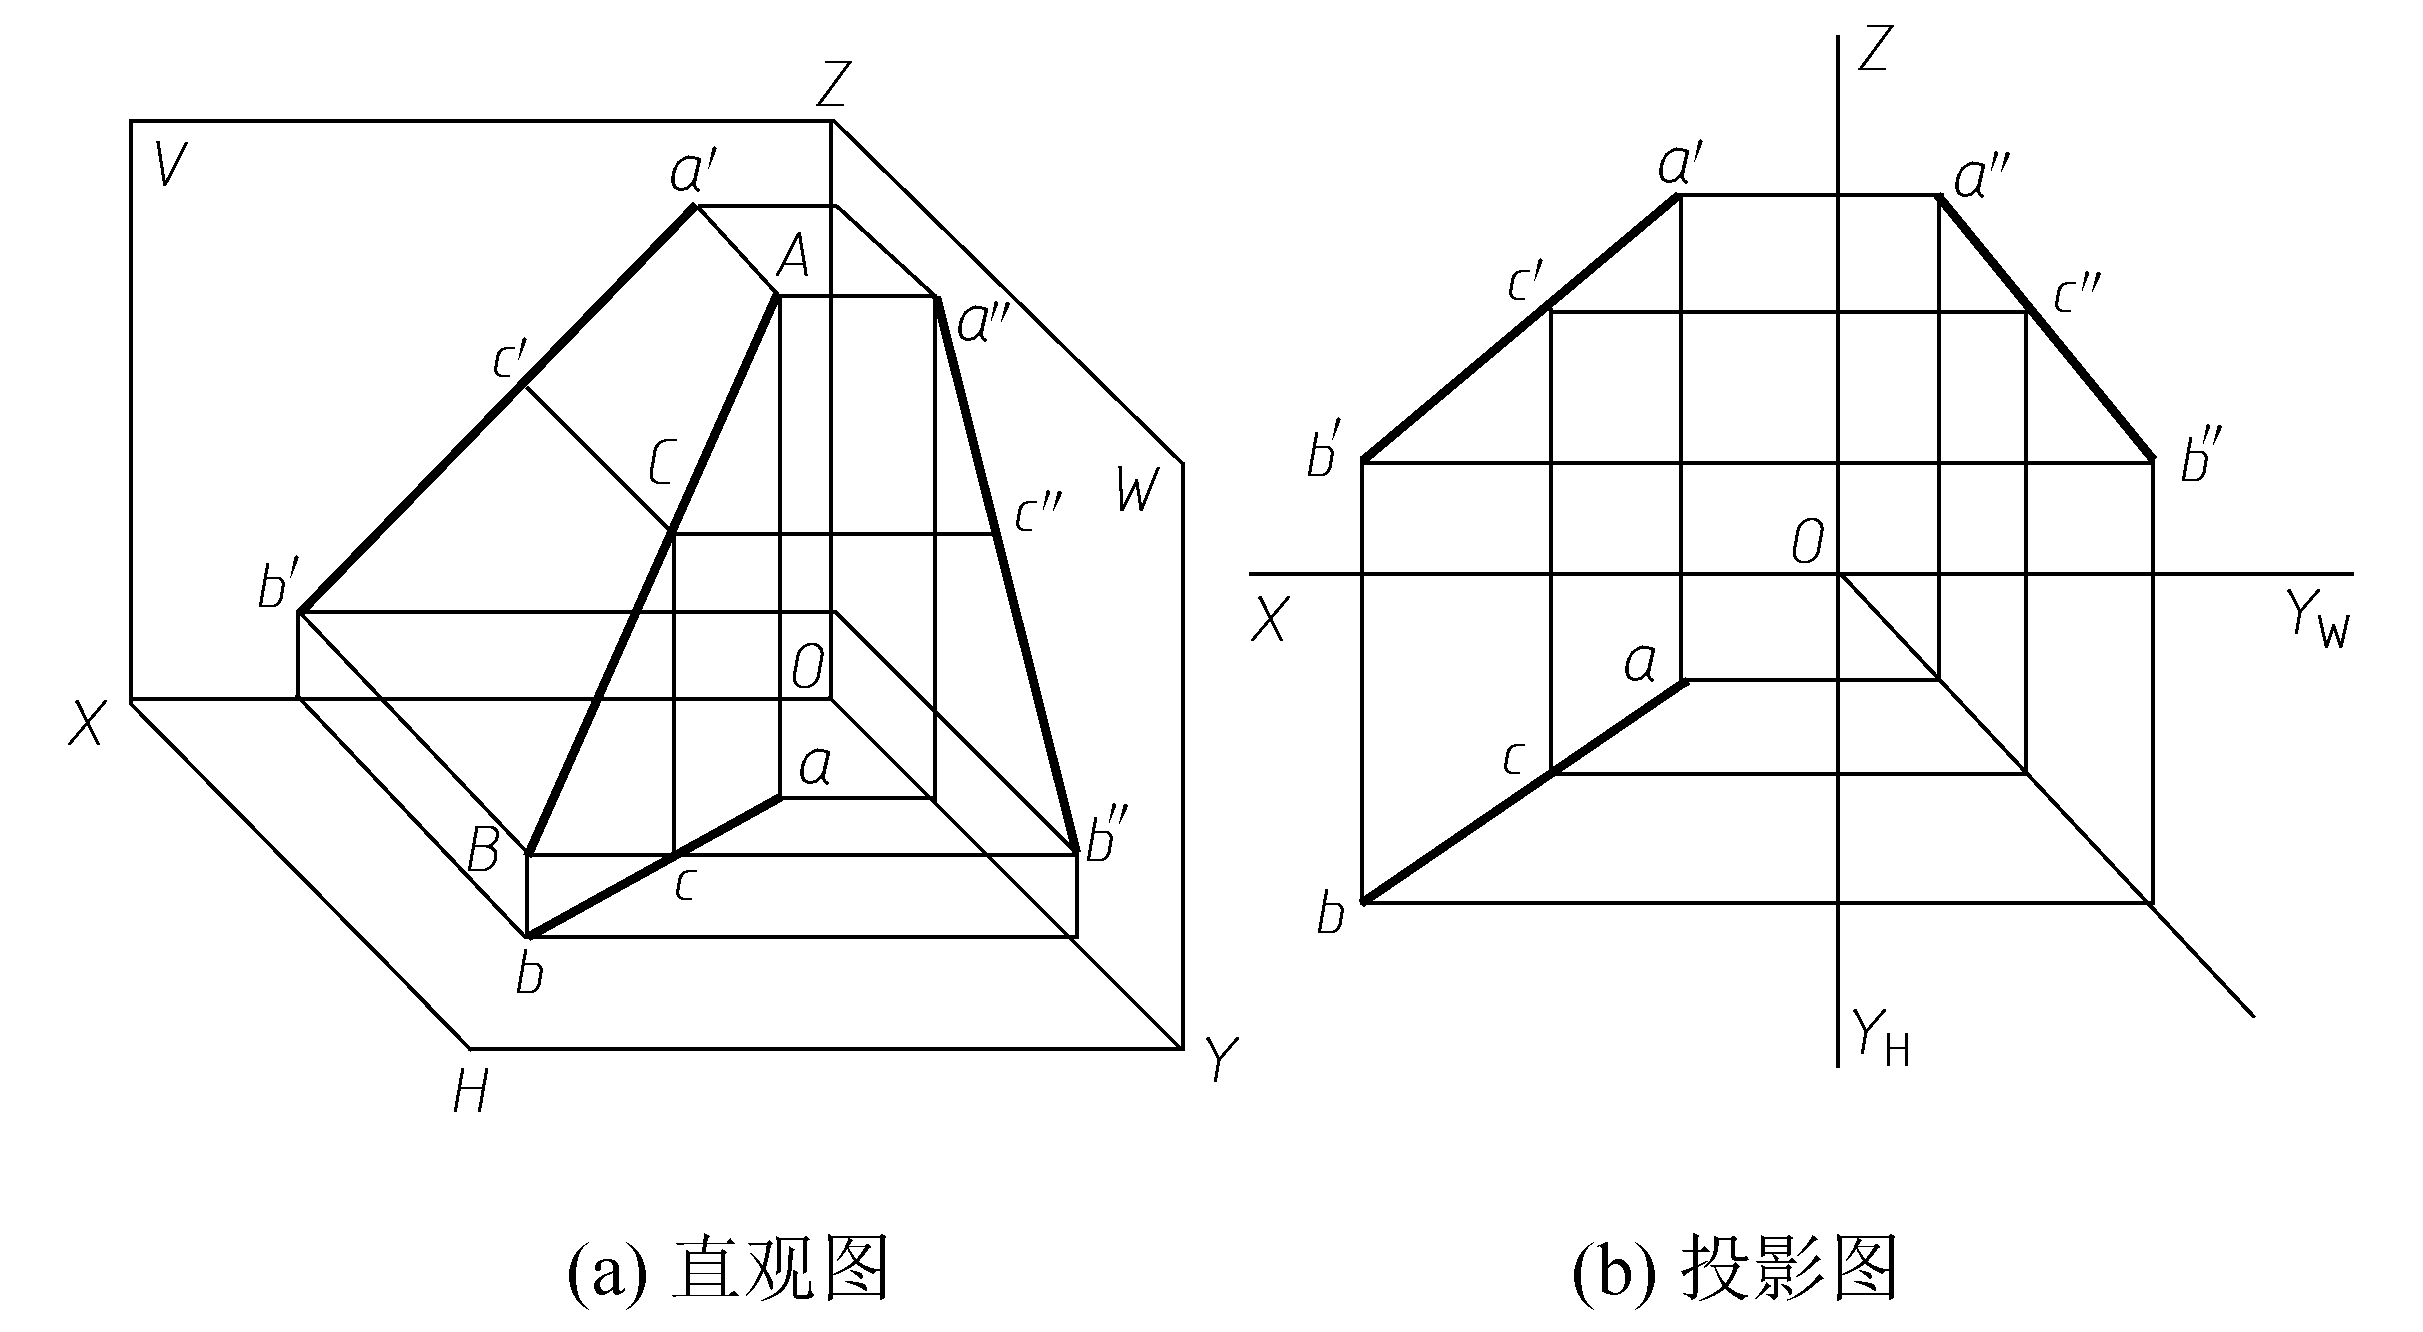 Z
V
a'
A
a"
c'
C
c"
W
b'
O
X
a
B
b"
c
b
Y
H
(a) 直观图
Z
a'
a"
c'
c"
b'
b"
O
X
Y_W
a
c
b
Y_H
(b) 投影图